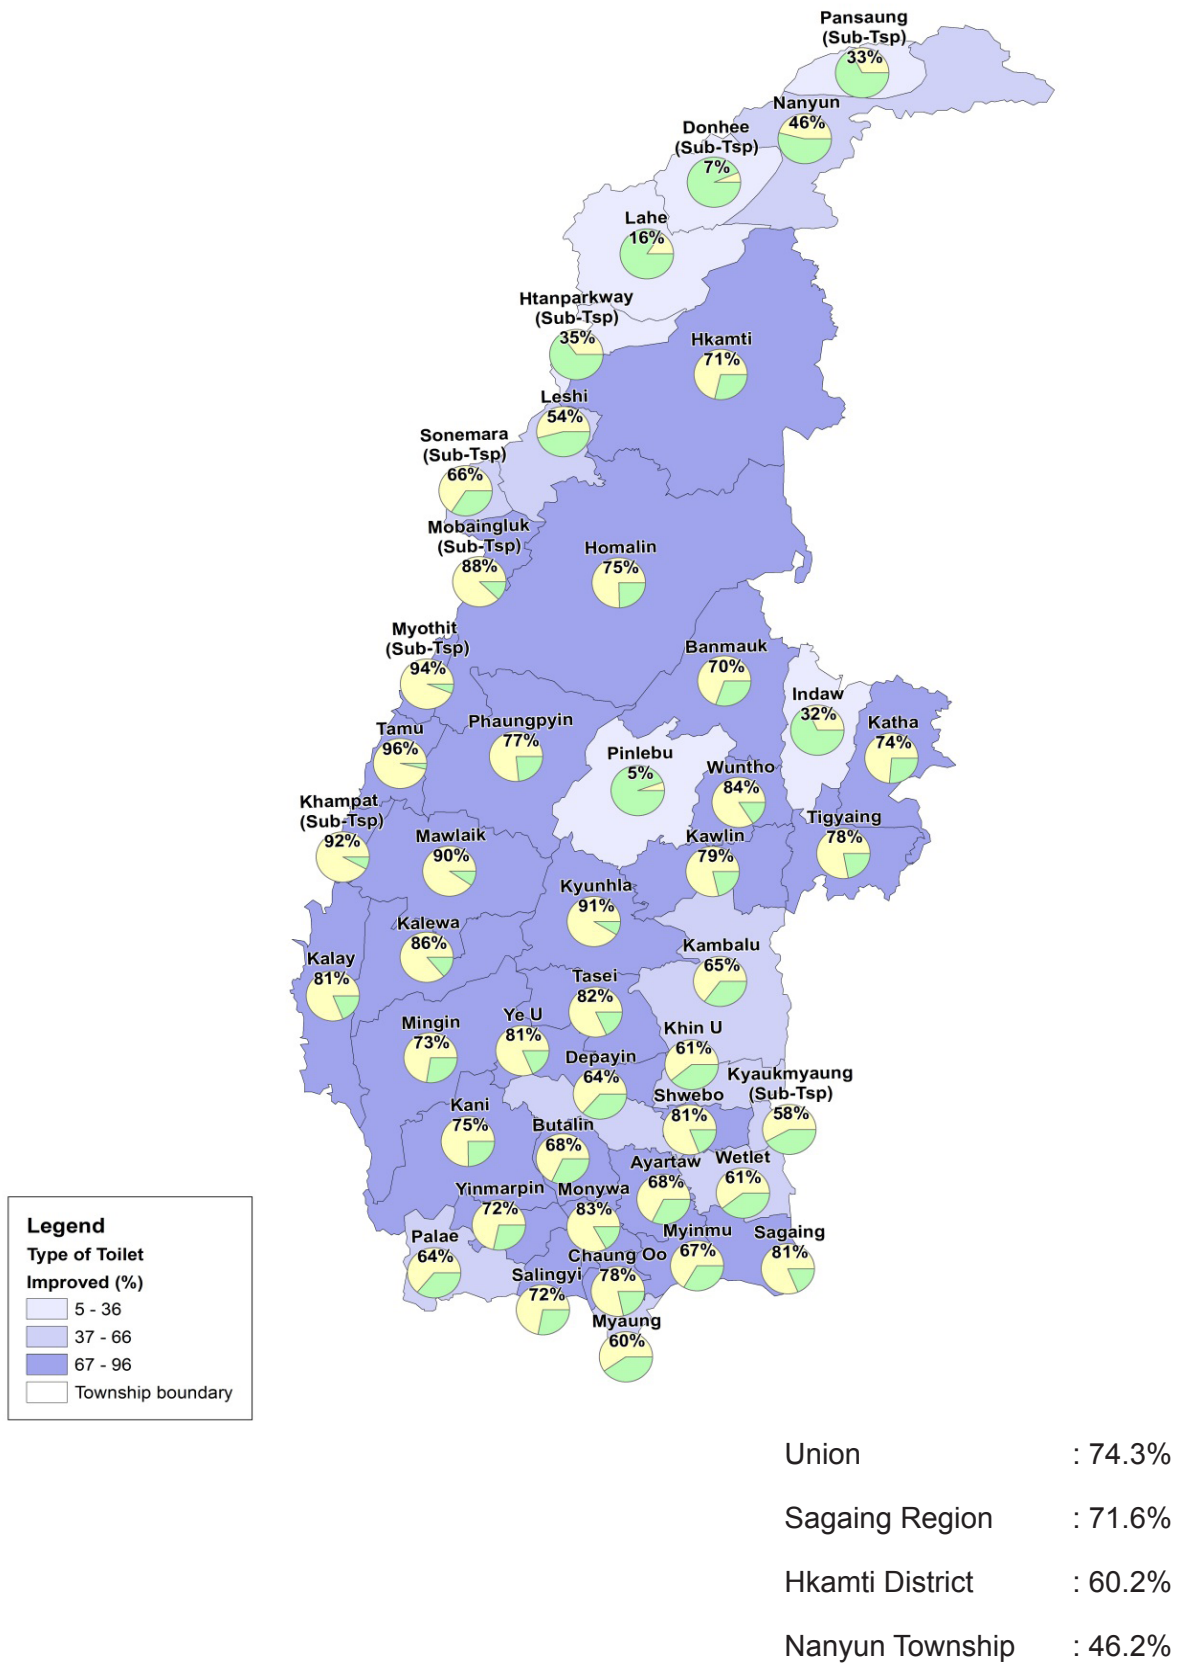 Pansaung
(Sub-Tsp)
33%
Nanyun
46%
Donhee
(Sub-Tsp)
7%
Lahe
16%
Htanparkway
(Sub-Tsp)
35%
Hkamti
71%
Leshi
54%
Sonemara
(Sub-Tsp)
66%
Mobaingluk
(Sub-Tsp)
88%
Homalin
75%
Myothit
(Sub-Tsp)
94%
Banmauk
70%
Indaw
32%
Katha
74%
Tamu
96%
Phaungpyin
77%
Pinlebu
5%
Wuntho
84%
Khampat
(Sub-Tsp)
92%
Mawlaik
90%
Kawlin
79%
Tigyaing
78%
Kyunhla
91%
Kalewa
86%
Kambalu
65%
Kalay
81%
Tasei
82%
Mingin
73%
Ye U
81%
Khin U
61%
Depayin
64%
Kyaukmyaung
(Sub-Tsp)
58%
Shwebo
81%
Kani
75%
Butalin
68%
Ayartaw
68%
Wetlet
61%
Yinmarpin
72%
Monywa
83%
Palae
64%
Myinmu
67%
Sagaing
81%
Chaung Oo
78%
Salingyi
72%
Myaung
60%
Legend
Type of Toilet
Improved (%)
5 - 36
37 - 66
67 - 96
Township boundary
Union : 74.3%
Sagaing Region : 71.6%
Hkamti District : 60.2%
Nanyun Township : 46.2%